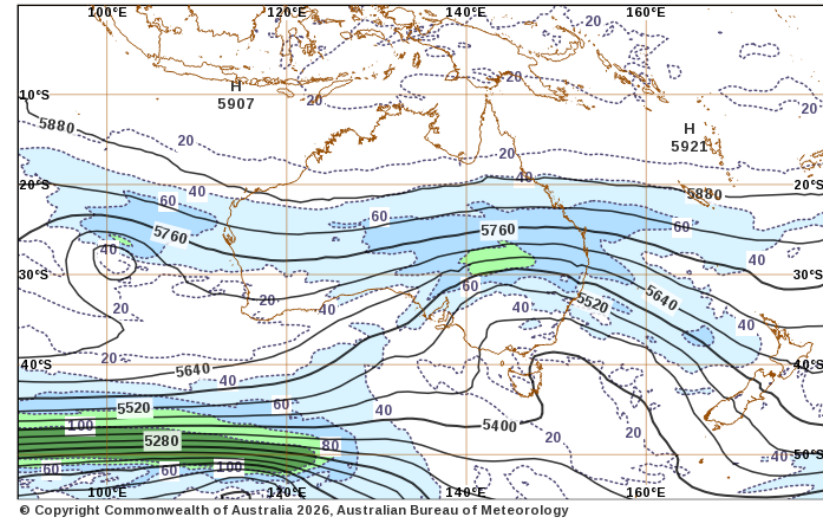 100°E 120°E 140°E 160°E
20
20
H
5907
10°S 20 20
5880 H
5921
20 20
40
20°S 40 5880 20°S
60
60
5760 5760 60
40 40 40
30°S 60 30°S
20 20 5640
40 40 5520 40
20
5640
40°S 40 40°S
5520 60 40
100 5400
5280 80 20 20
60 60 100 40 50°S
100°E 120°E 140°E 160°E
© Copyright Commonwealth of Australia 2026, Australian Bureau of Meteorology